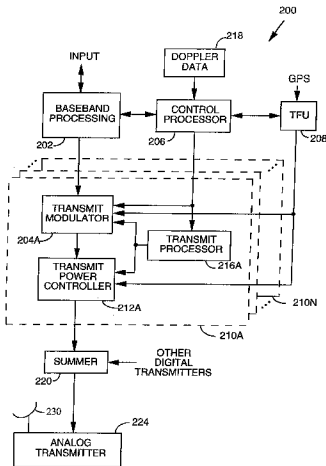 200
218
DOPPLER
DATA
INPUT
GPS
BASEBAND
PROCESSING
202
CONTROL
PROCESSOR
206
TFU
208
TRANSMIT
MODULATOR
204A
TRANSMIT
PROCESSOR
216A
TRANSMIT
POWER
CONTROLLER
212A
210N
210A
SUMMER
220
OTHER
DIGITAL
TRANSMITTERS
230
224
ANALOG
TRANSMITTER